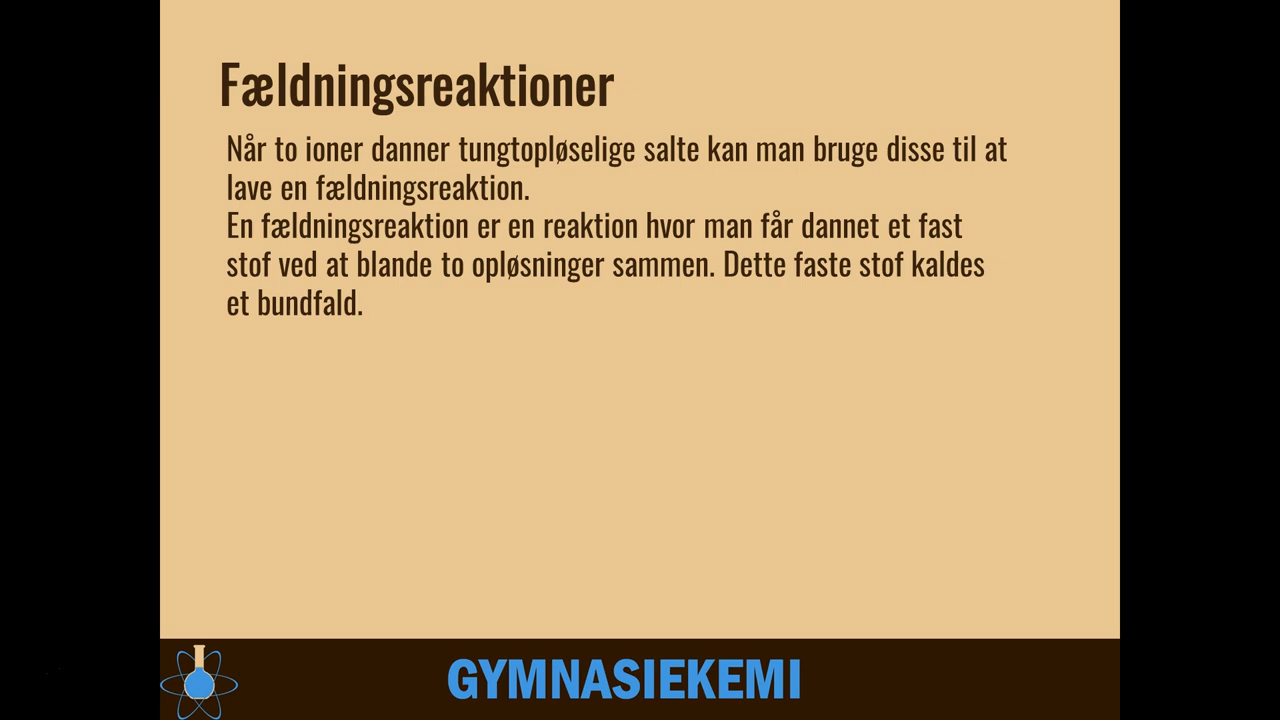 Fældningsreaktioner
Når to ioner danner tungtopløselige salte kan man bruge disse til at
lave en fældningsreaktion.
En fældningsreaktion er en reaktion hvor man får dannet et fast
stof ved at blande to opløsninger sammen. Dette faste stof kaldes
et bundfald.
GYMNASIEKEMI